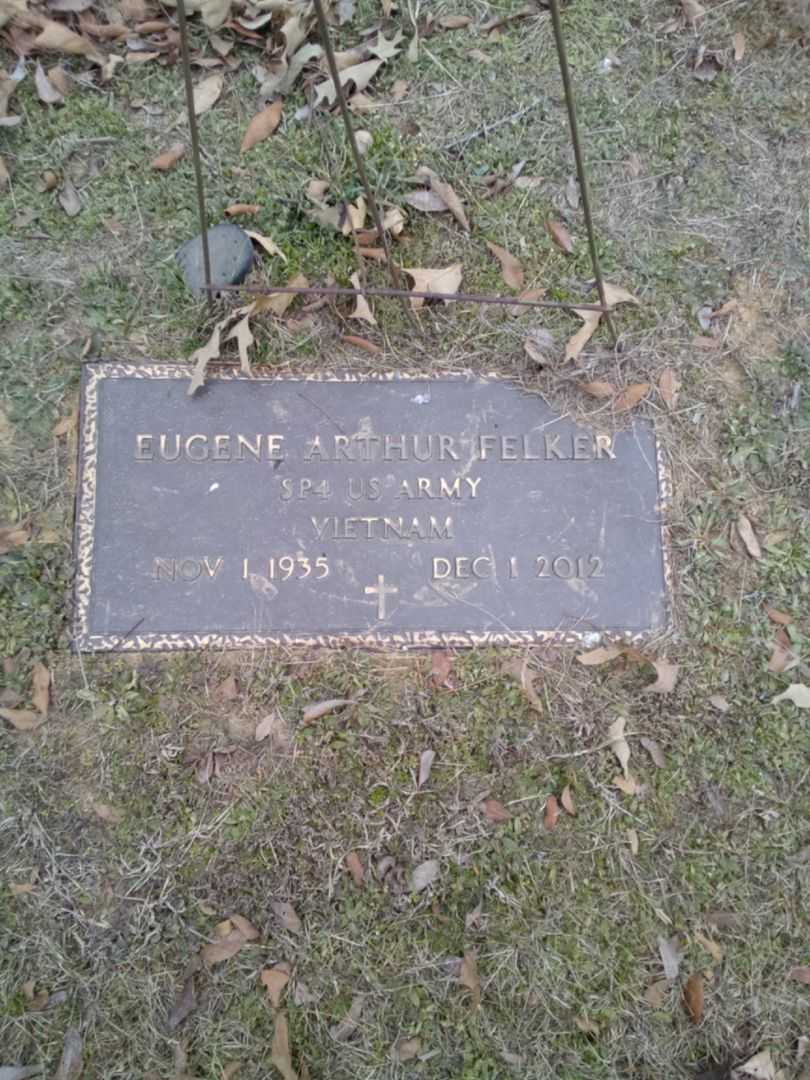 EUGENE ARTHUR FELKER
SP4 US ARMY
VIETNAM
NOV 1 1935 DEC 1 2012